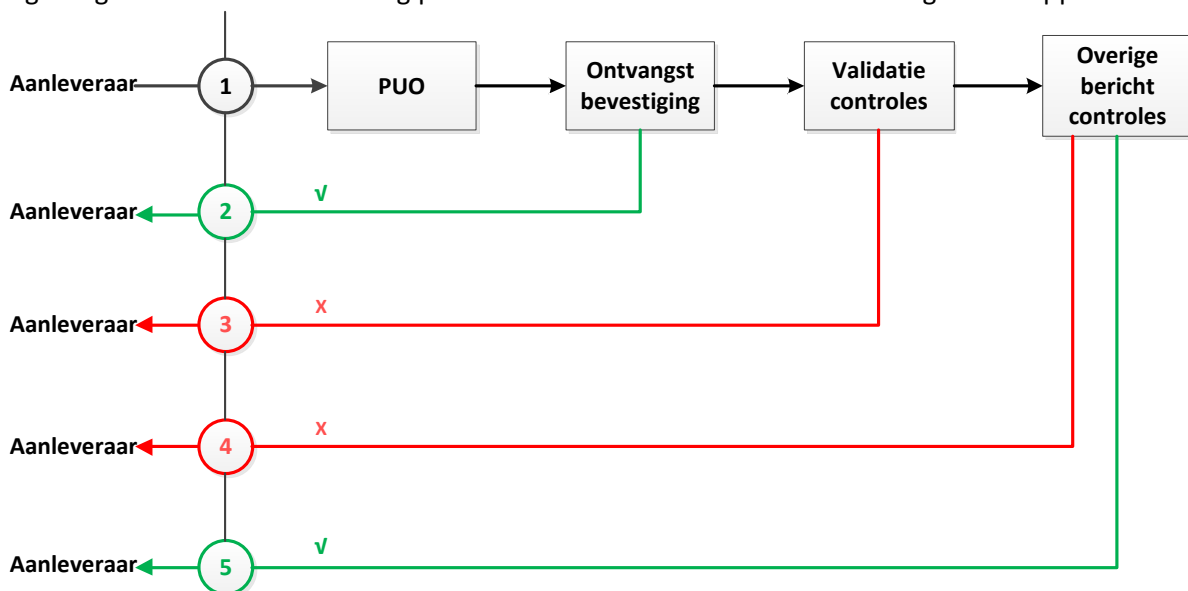 Aanleveraar
1
PUO
Ontvangst
bevestiging
Validatie
controles
Overige
bericht
controles
Aanleveraar
2
√
Aanleveraar
3
X
Aanleveraar
4
X
Aanleveraar
5
√